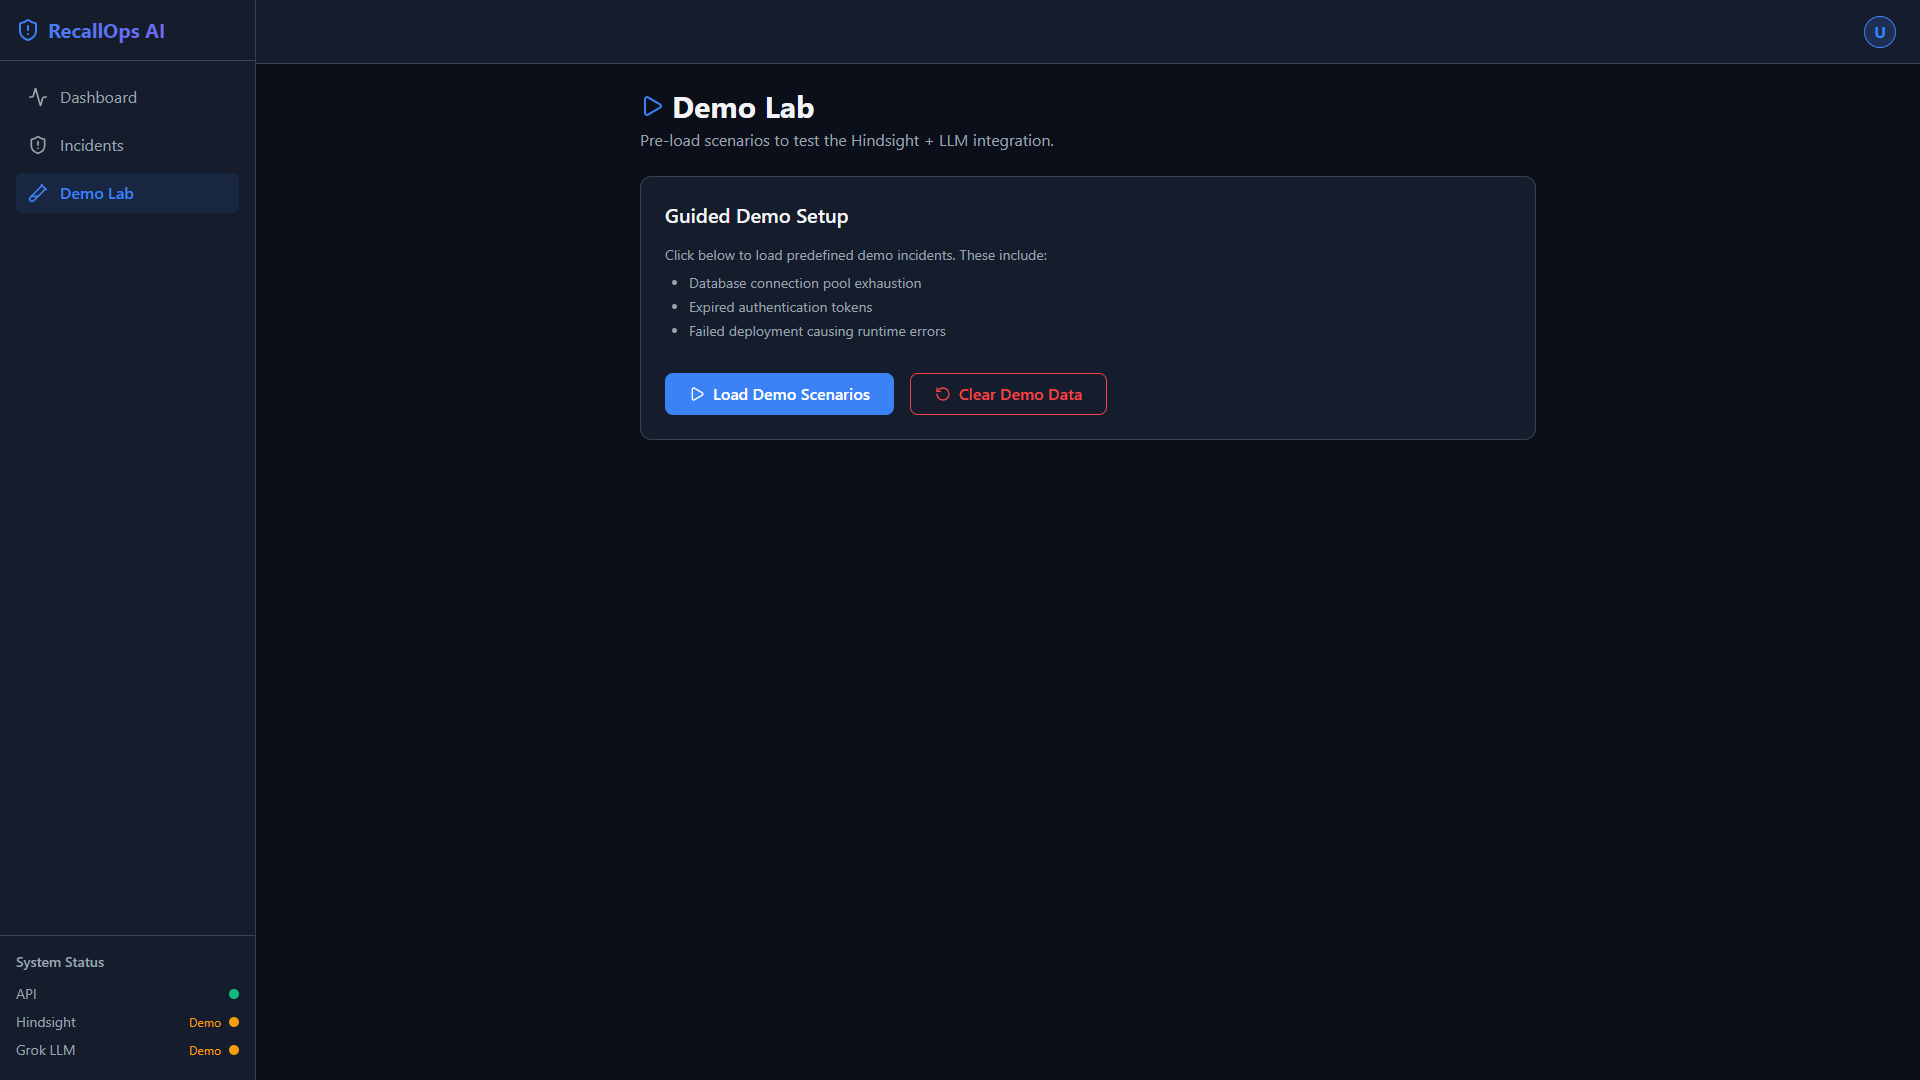 RecallOps AI
U
Dashboard
Incidents
Demo Lab
Demo Lab
Pre-load scenarios to test the Hindsight + LLM integration.
Guided Demo Setup
Click below to load predefined demo incidents. These include:
Database connection pool exhaustion
Expired authentication tokens
Failed deployment causing runtime errors
Load Demo Scenarios
Clear Demo Data
System Status
API
Hindsight Demo
Grok LLM Demo